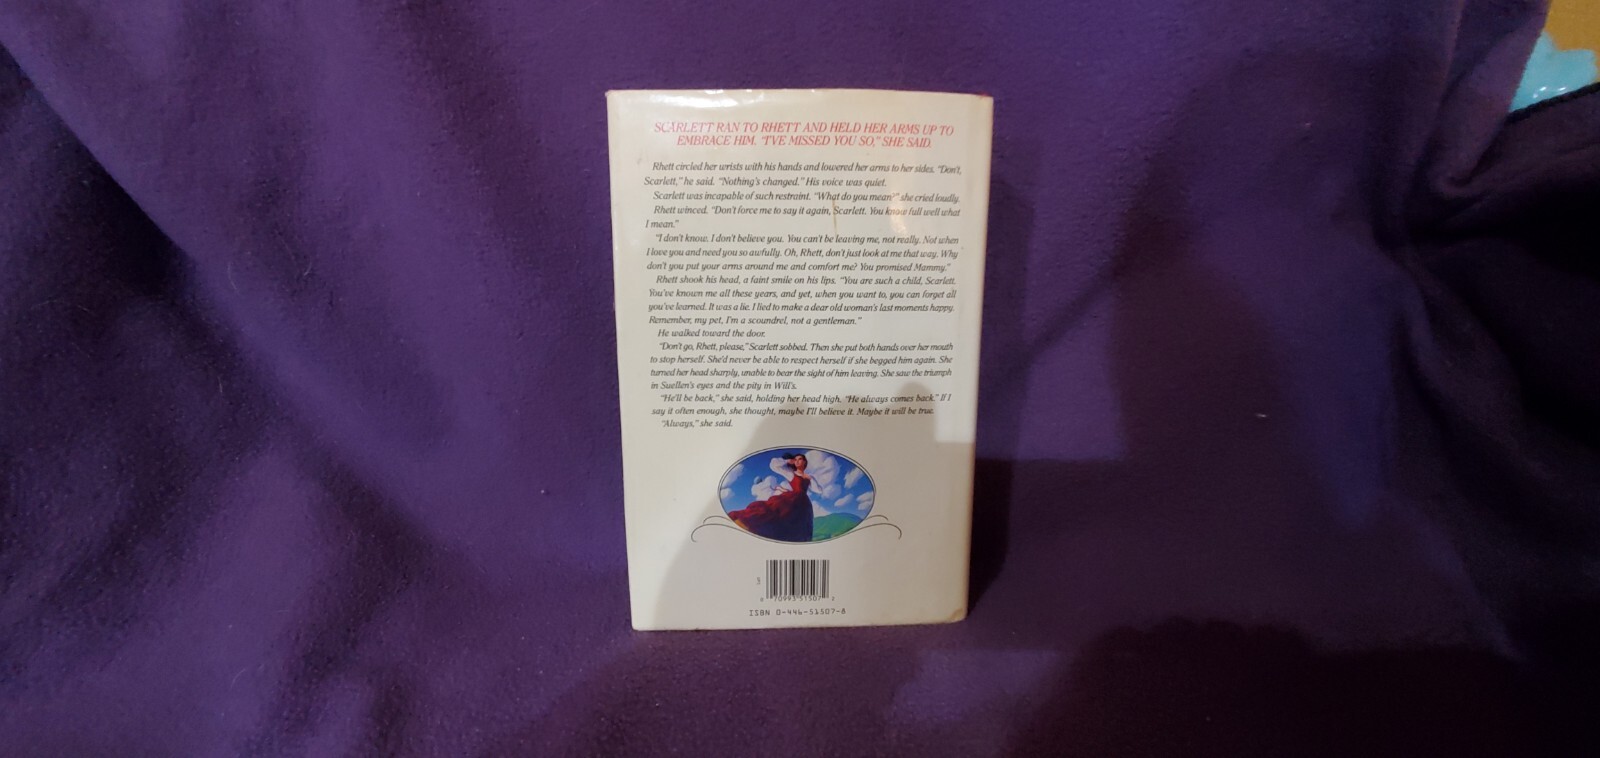 SCARLETT RAN TO RHETT AND HELD HER ARMS UP TO
EMBRACE HIM. "I'VE MISSED YOU SO," SHE SAID.
Rhett circled her wrists with his hands and lowered her arms to her sides. "Don't,
Scarlett," he said. "Nothing's changed." His voice was quiet.
Scarlett was incapable of such restraint. "What do you mean?" she cried loudly.
Rhett winced. "Don't force me to say it again, Scarlett. You know full well what
I mean."
"I don't know. I don't believe you. You can't be leaving me, not really. Not when
I love you and need you so awfully. Oh, Rhett, don't just look at me that way. Why
don't you put your arms around me and comfort me? You promised Mammy."
Rhett shook his head, a faint smile on his lips. "You are such a child, Scarlett.
You've known me all these years, and yet, when you want to, you can forget all
you've learned. It was a lie. I lied to make a dear old woman's last moments happy.
Remember, my pet, I'm a scoundrel, not a gentleman."
He walked toward the door.
"Don't go, Rhett, please," Scarlett sobbed. Then she put both hands over her mouth
to stop herself. She'd never be able to respect herself if she begged him again. She
turned her head sharply, unable to bear the sight of him leaving. She saw the triumph
in Suellen's eyes and the pity in Will's.
"He'll be back," she said, holding her head high. "He always comes back." If I
say it often enough, she thought, maybe I'll believe it. Maybe it will be true.
"Always," she said.
0 70993 51507
ISBN 0-446-51507-8